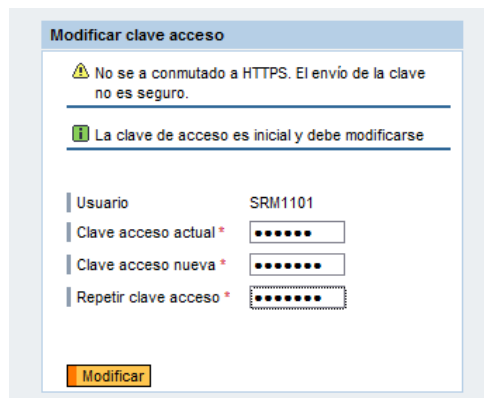 Modificar clave acceso
No se a conmutado a HTTPS. El envío de la clave
no es seguro.
La clave de acceso es inicial y debe modificarse
Usuario SRM1101
Clave acceso actual * ●●●●●●
Clave acceso nueva * ●●●●●●●
Repetir clave acceso * ●●●●●●●
Modificar